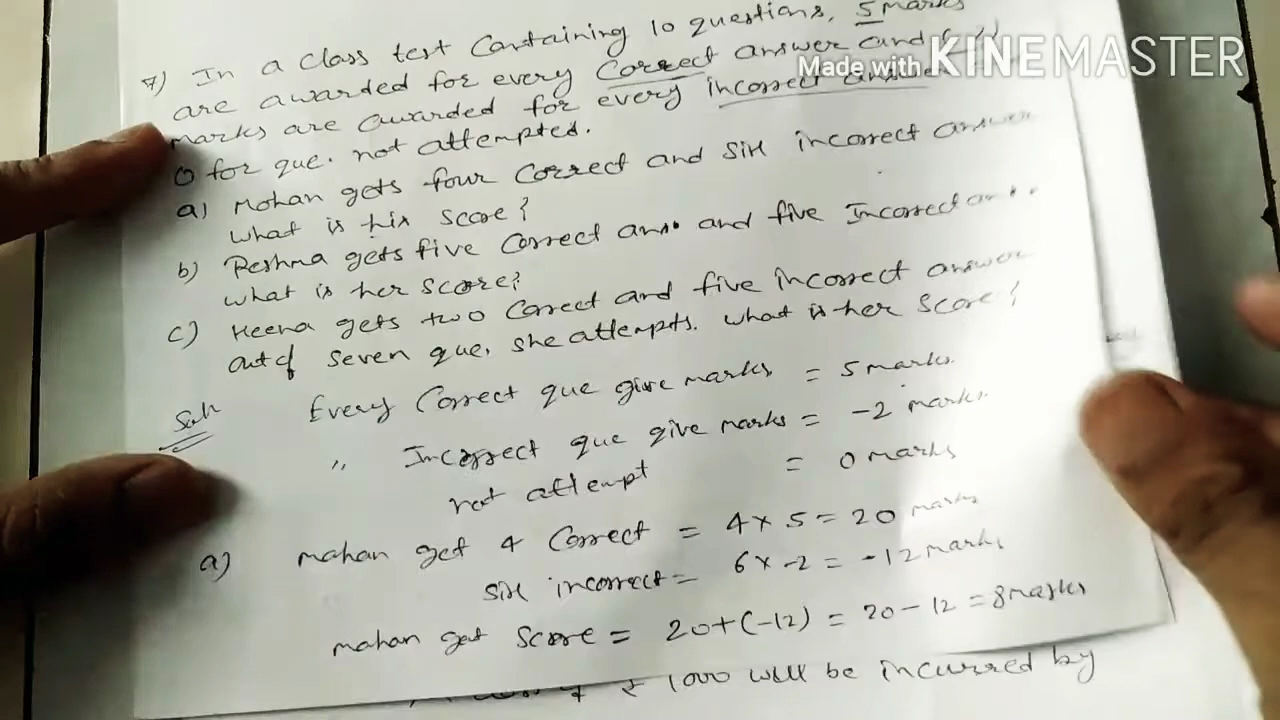 7) In a class test Containing 10 questions, 5 marks
are awarded for every Correct answer and (-2)
marks are awarded for every incorrect answer
0 for que. not attempted.
a) Mohan gets four Correct and six incorrect answer
what is his score?
b) Reshma gets five Correct ans. and five Incorrect ans.
what is her score?
c) Heena gets two Correct and five incorrect answer
out of seven que. she attempts. what is her score?
Soln Every Correct que give marks = 5 marks.
,, Incorrect que give marks = -2 marks.
not attempt = 0 marks
a) mohan get 4 Correct = 4 x 5 = 20 marks
six incorrect = 6 x -2 = -12 marks
mohan get Score = 20+(-12) = 20 - 12 = 8 marks
₹ 1000 will be incurred by
Made with KINEMASTER